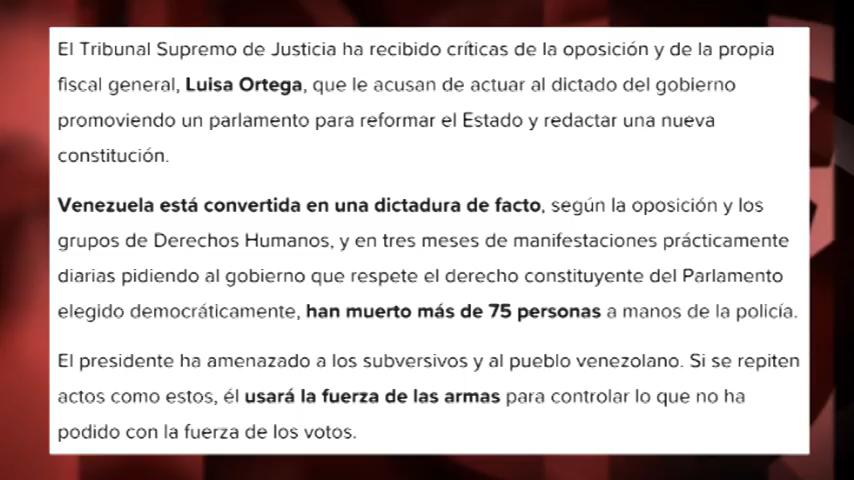 El Tribunal Supremo de Justicia ha recibido críticas de la oposición y de la propia
fiscal general, Luisa Ortega, que le acusan de actuar al dictado del gobierno
promoviendo un parlamento para reformar el Estado y redactar una nueva
constitución.
Venezuela está convertida en una dictadura de facto, según la oposición y los
grupos de Derechos Humanos, y en tres meses de manifestaciones prácticamente
diarias pidiendo al gobierno que respete el derecho constituyente del Parlamento
elegido democráticamente, han muerto más de 75 personas a manos de la policía.
El presidente ha amenazado a los subversivos y al pueblo venezolano. Si se repiten
actos como estos, él usará la fuerza de las armas para controlar lo que no ha
podido con la fuerza de los votos.